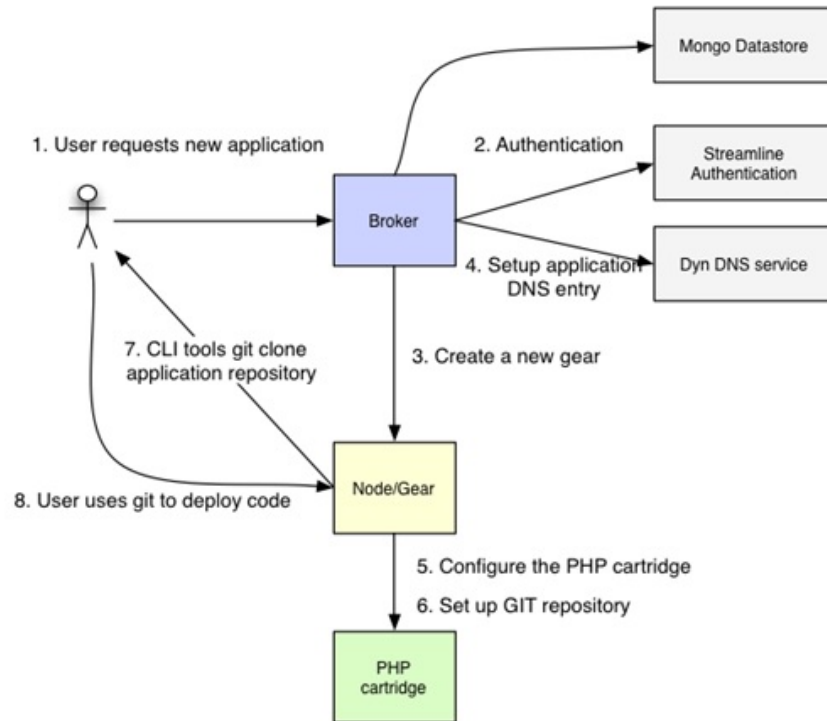 Mongo Datastore
1. User requests new application
2. Authentication
Streamline
Authentication
Broker
4. Setup application
DNS entry
Dyn DNS service
7. CLI tools git clone
application repository
3. Create a new gear
Node/Gear
8. User uses git to deploy code
5. Configure the PHP cartridge
6. Set up GIT repository
PHP
cartridge